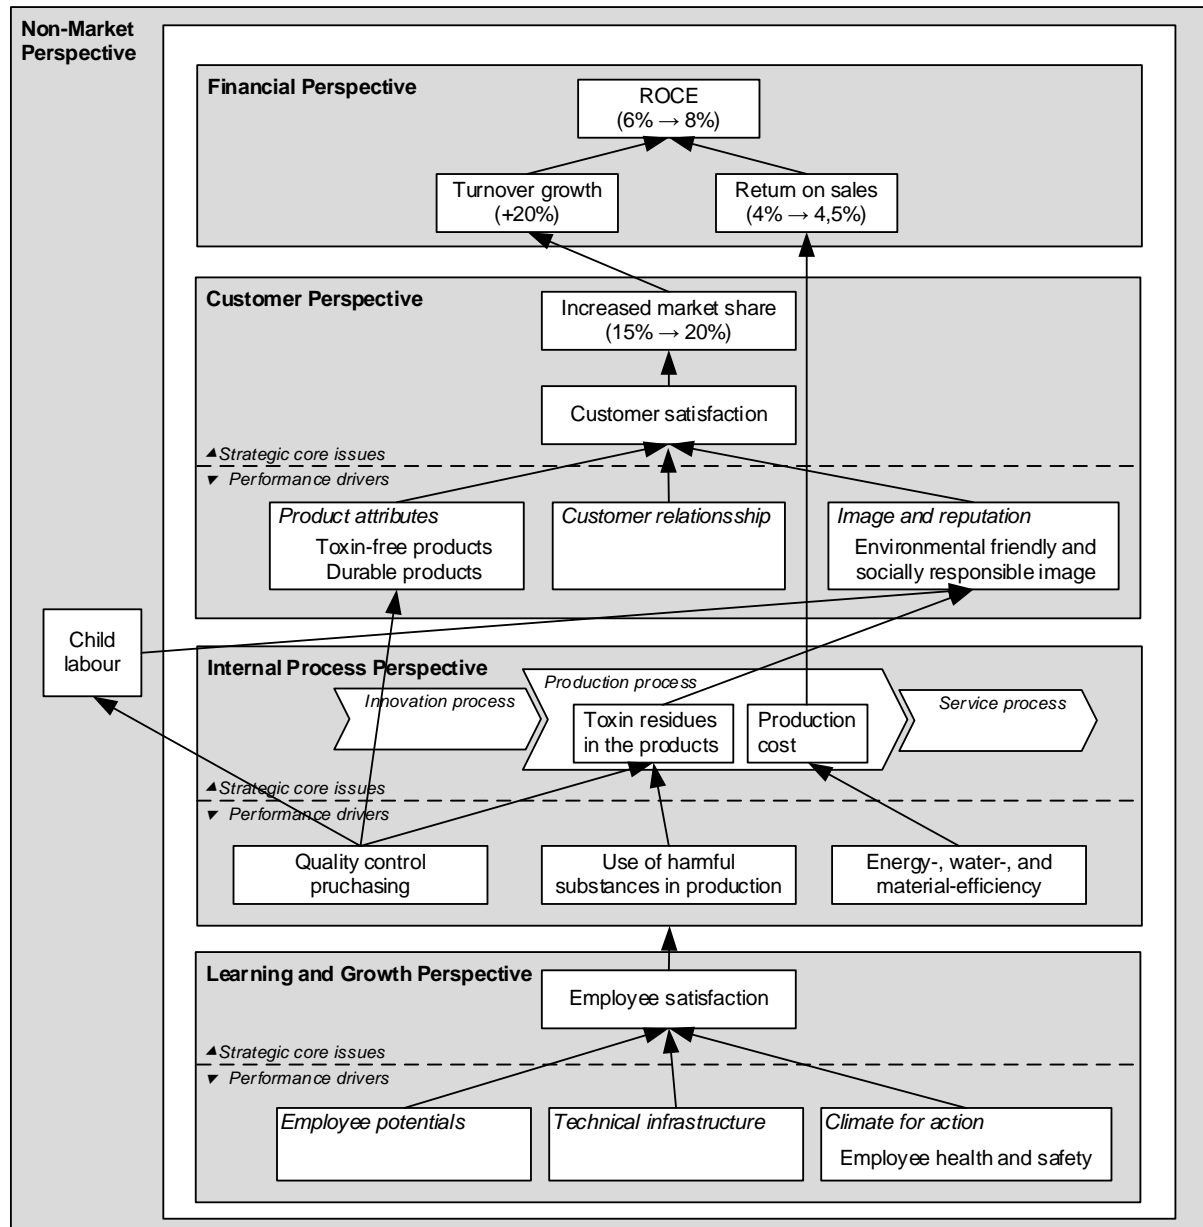 Non-Market
Perspective
Financial Perspective
ROCE
(6% → 8%)
Turnover growth
(+20%)
Return on sales
(4% → 4,5%)
Customer Perspective
Increased market share
(15% → 20%)
Customer satisfaction
Strategic core issues
Performance drivers
Product attributes
Toxin-free products
Durable products
Customer relationsship
Image and reputation
Environmental friendly and
socially responsible image
Child
labour
Internal Process Perspective
Innovation process
Production process
Toxin residues
in the products
Production
cost
Service process
Strategic core issues
Performance drivers
Quality control
pruchasing
Use of harmful
substances in production
Energy-, water-, and
material-efficiency
Learning and Growth Perspective
Employee satisfaction
Strategic core issues
Performance drivers
Employee potentials
Technical infrastructure
Climate for action
Employee health and safety